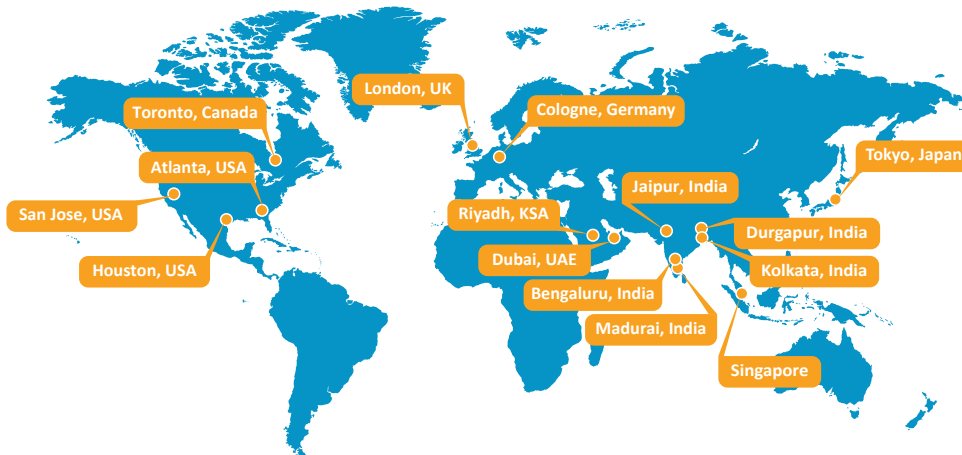 London, UK
Cologne, Germany
Toronto, Canada
Tokyo, Japan
Atlanta, USA
Jaipur, India
San Jose, USA
Riyadh, KSA
Durgapur, India
Dubai, UAE
Houston, USA
Kolkata, India
Bengaluru, India
Madurai, India
Singapore